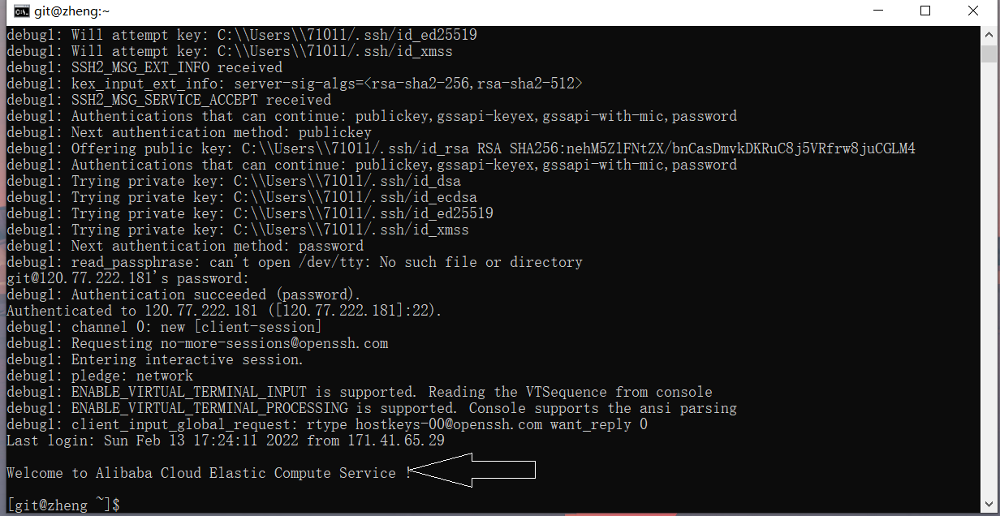 git@zheng:~
debug1: Will attempt key: C:\\Users\\71011/.ssh/id_ed25519
debug1: Will attempt key: C:\\Users\\71011/.ssh/id_xmss
debug1: SSH2_MSG_EXT_INFO received
debug1: kex_input_ext_info: server-sig-algs=<rsa-sha2-256,rsa-sha2-512>
debug1: SSH2_MSG_SERVICE_ACCEPT received
debug1: Authentications that can continue: publickey,gssapi-keyex,gssapi-with-mic,password
debug1: Next authentication method: publickey
debug1: Offering public key: C:\\Users\\71011/.ssh/id_rsa RSA SHA256:nehM5ZlFNtZX/bnCasDmvkDKRuC8j5VRfrw8juCGLM4
debug1: Authentications that can continue: publickey,gssapi-keyex,gssapi-with-mic,password
debug1: Trying private key: C:\\Users\\71011/.ssh/id_dsa
debug1: Trying private key: C:\\Users\\71011/.ssh/id_ecdsa
debug1: Trying private key: C:\\Users\\71011/.ssh/id_ed25519
debug1: Trying private key: C:\\Users\\71011/.ssh/id_xmss
debug1: Next authentication method: password
debug1: read_passphrase: can't open /dev/tty: No such file or directory
git@120.77.222.181's password:
debug1: Authentication succeeded (password).
Authenticated to 120.77.222.181 ([120.77.222.181]:22).
debug1: channel 0: new [client-session]
debug1: Requesting no-more-sessions@openssh.com
debug1: Entering interactive session.
debug1: pledge: network
debug1: ENABLE_VIRTUAL_TERMINAL_INPUT is supported. Reading the VTSequence from console
debug1: ENABLE_VIRTUAL_TERMINAL_PROCESSING is supported. Console supports the ansi parsing
debug1: client_input_global_request: rtype hostkeys-00@openssh.com want_reply 0
Last login: Sun Feb 13 17:24:11 2022 from 171.41.65.29
Welcome to Alibaba Cloud Elastic Compute Service !
[git@zheng ~]$